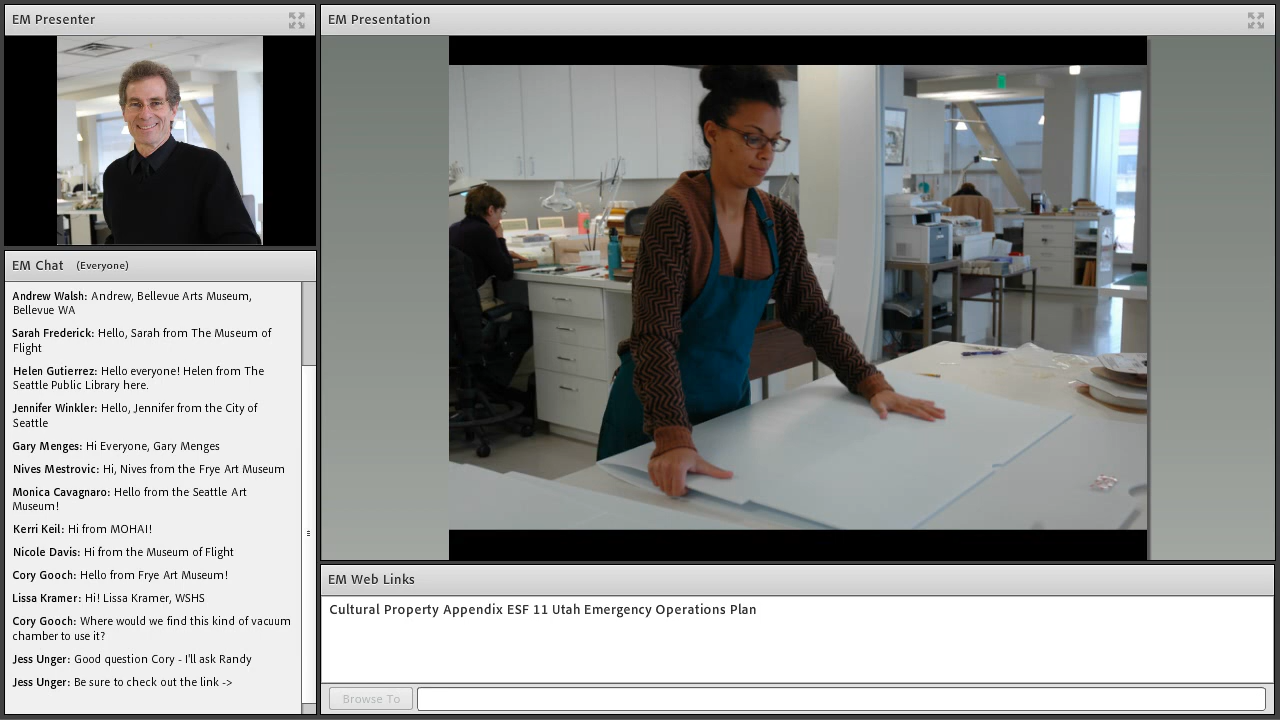 EM Presenter
EM Presentation
EM Chat (Everyone)
Andrew Walsh: Andrew, Bellevue Arts Museum,
Bellevue WA
Sarah Frederick: Hello, Sarah from The Museum of
Flight
Helen Gutierrez: Hello everyone! Helen from The
Seattle Public Library here.
Jennifer Winkler: Hello, Jennifer from the City of
Seattle
Gary Menges: Hi Everyone, Gary Menges
Nives Mestrovic: Hi, Nives from the Frye Art Museum
Monica Cavagnaro: Hello from the Seattle Art
Museum!
Kerri Keil: Hi from MOHAI!
Nicole Davis: Hi from the Museum of Flight
Cory Gooch: Hello from Frye Art Museum!
Lissa Kramer: Hi! Lissa Kramer, WSHS
Cory Gooch: Where would we find this kind of vacuum
chamber to use it?
Jess Unger: Good question Cory - I'll ask Randy
Jess Unger: Be sure to check out the link ->
EM Web Links
Cultural Property Appendix ESF 11 Utah Emergency Operations Plan
Browse To